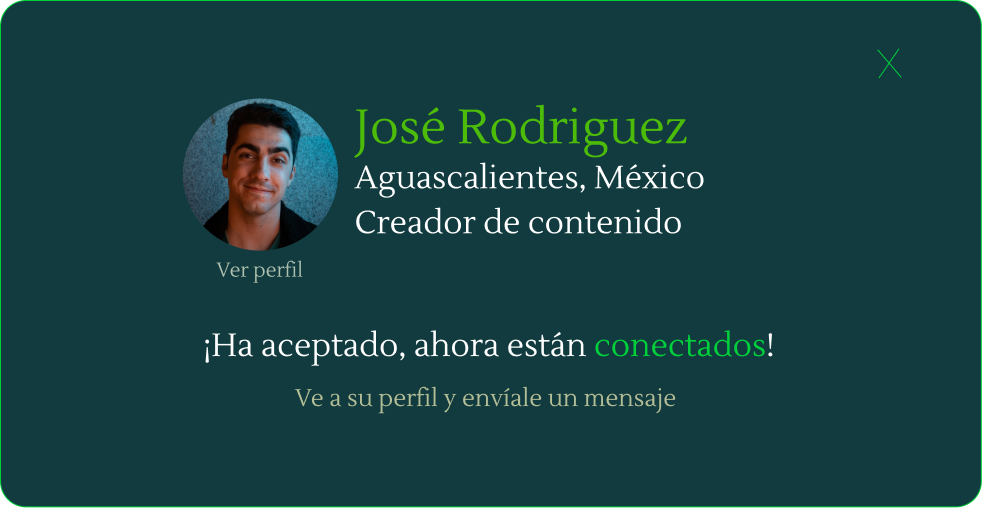 José Rodriguez
Aguascalientes, México
Creador de contenido
Ver perfil
¡Ha aceptado, ahora están conectados!
Ve a su perfil y envíale un mensaje